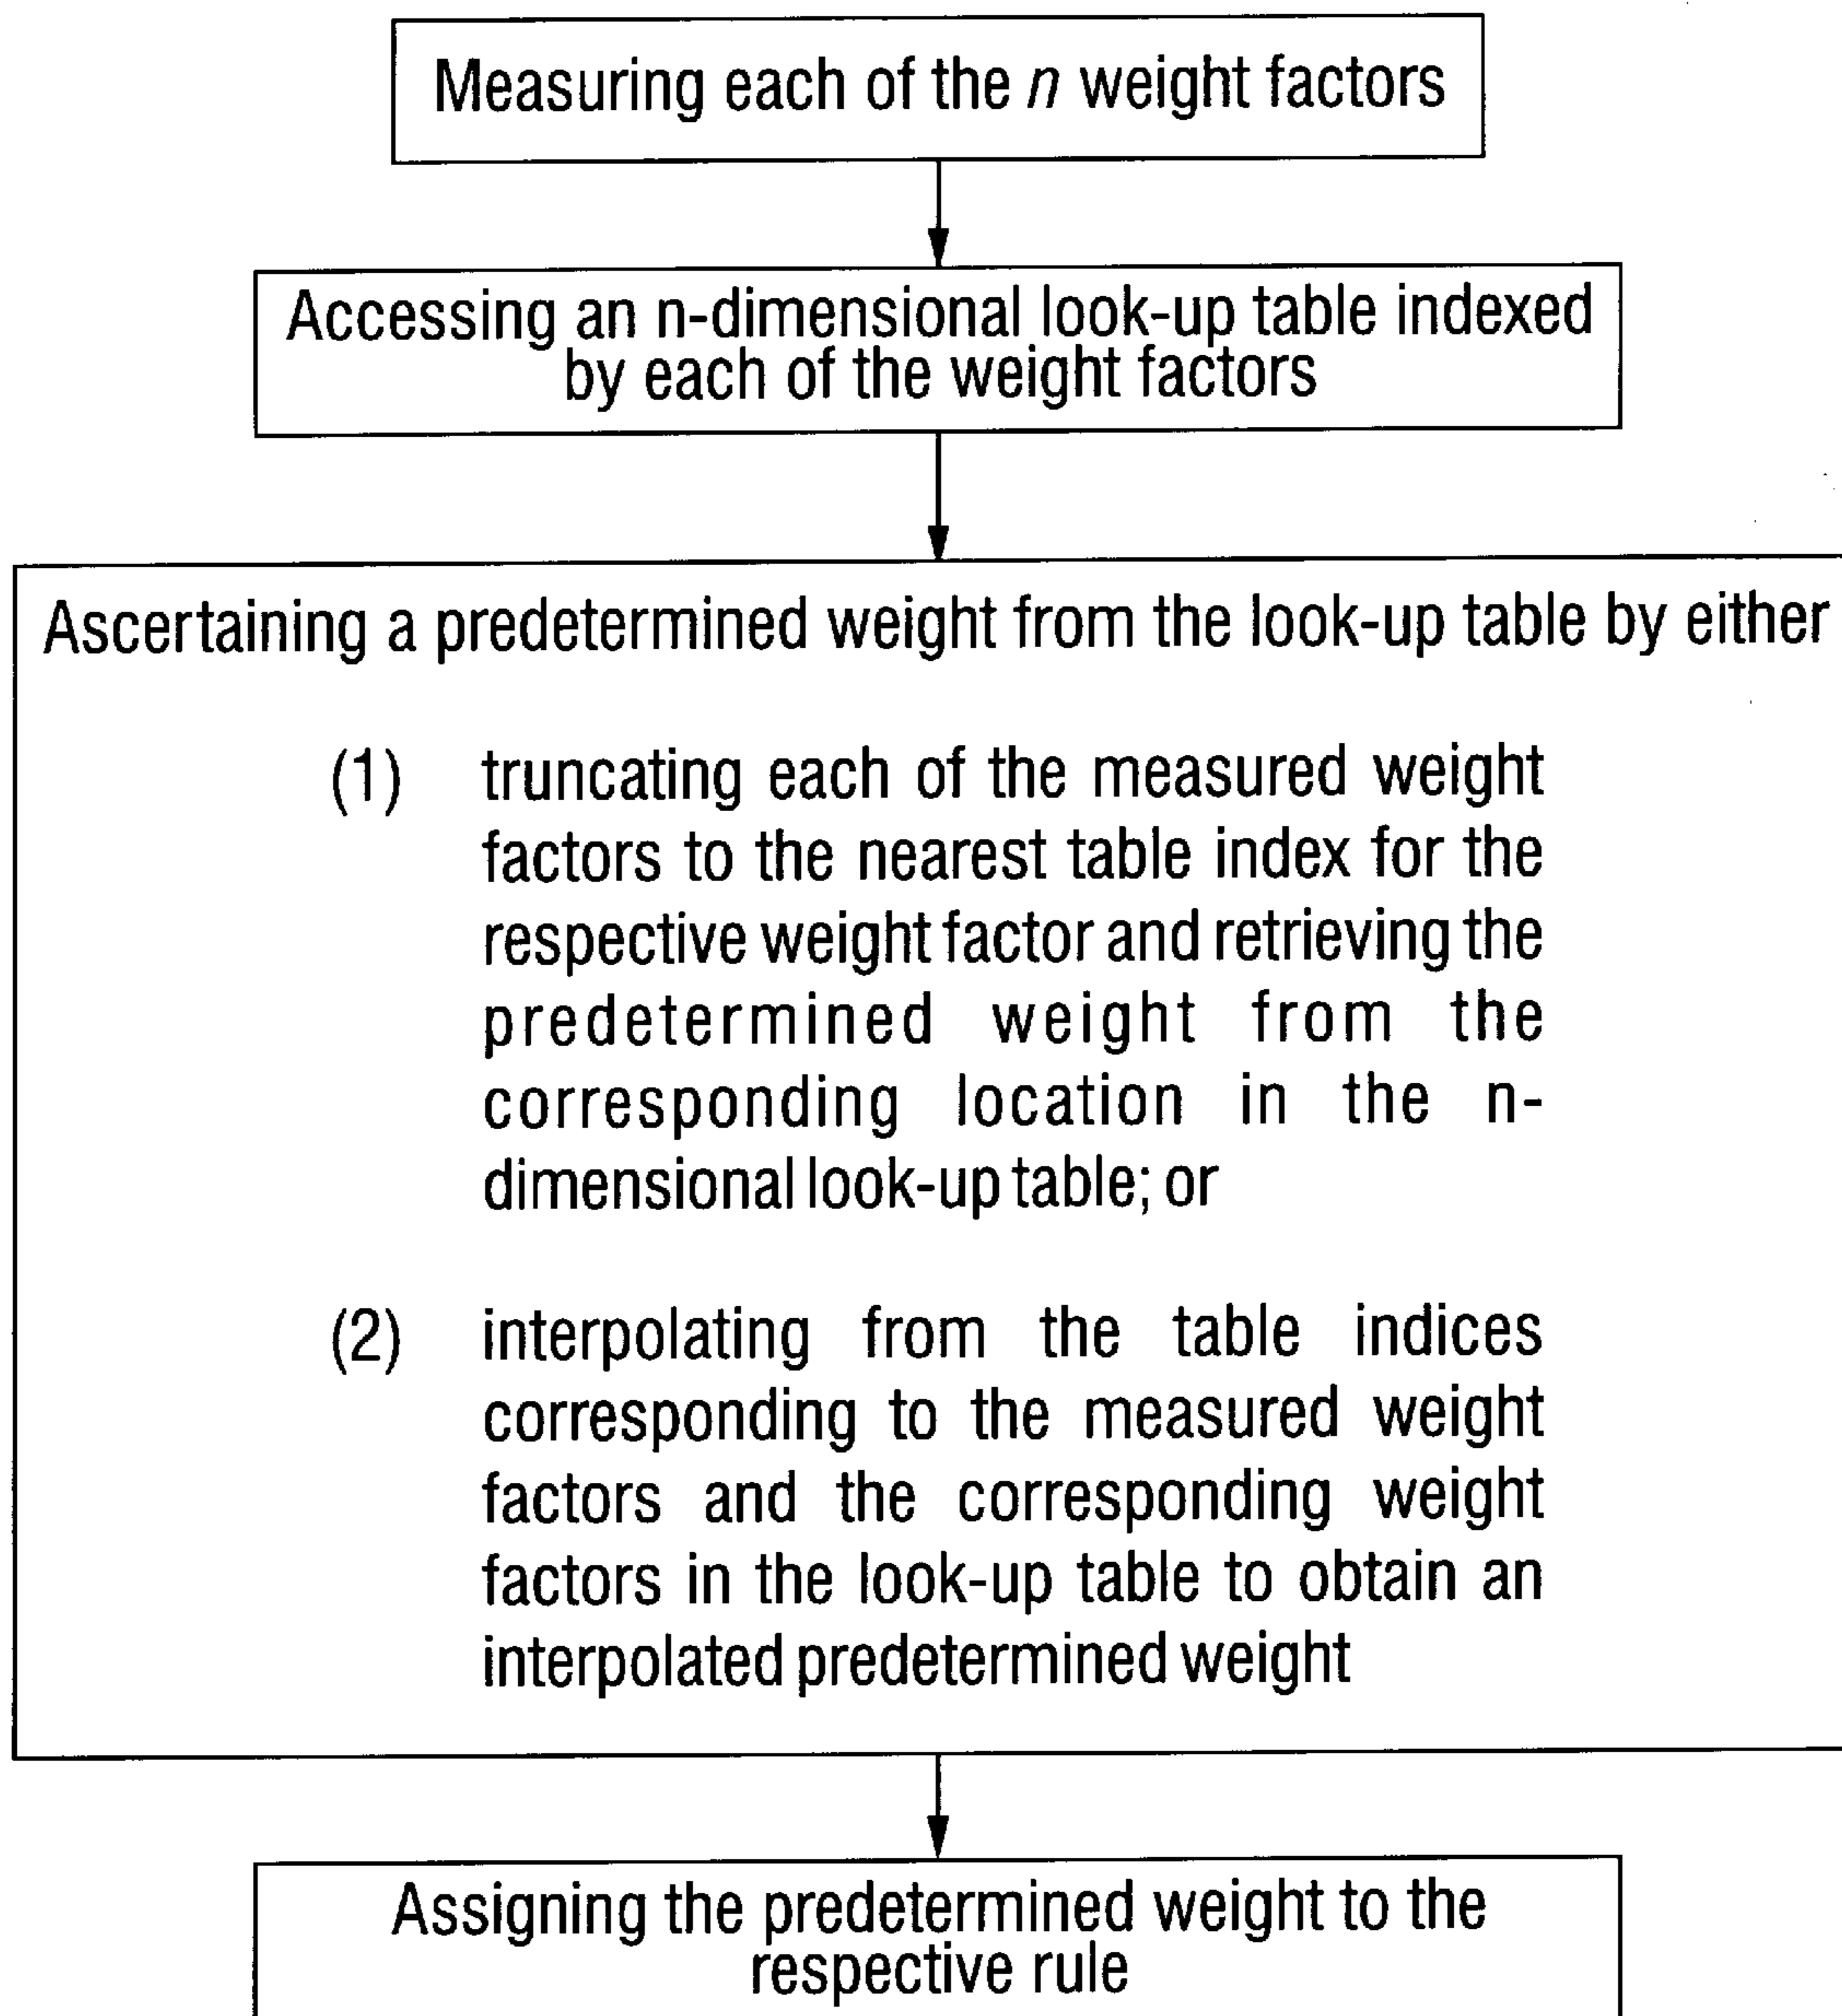 Measuring each of the n weight factors
Accessing an n-dimensional look-up table indexed
by each of the weight factors
Ascertaining a predetermined weight from the look-up table by either
(1) truncating each of the measured weight
factors to the nearest table index for the
respective weight factor and retrieving the
predetermined weight from the
corresponding location in the n-
dimensional look-up table; or
(2) interpolating from the table indices
corresponding to the measured weight
factors and the corresponding weight
factors in the look-up table to obtain an
interpolated predetermined weight
Assigning the predetermined weight to the
respective rule